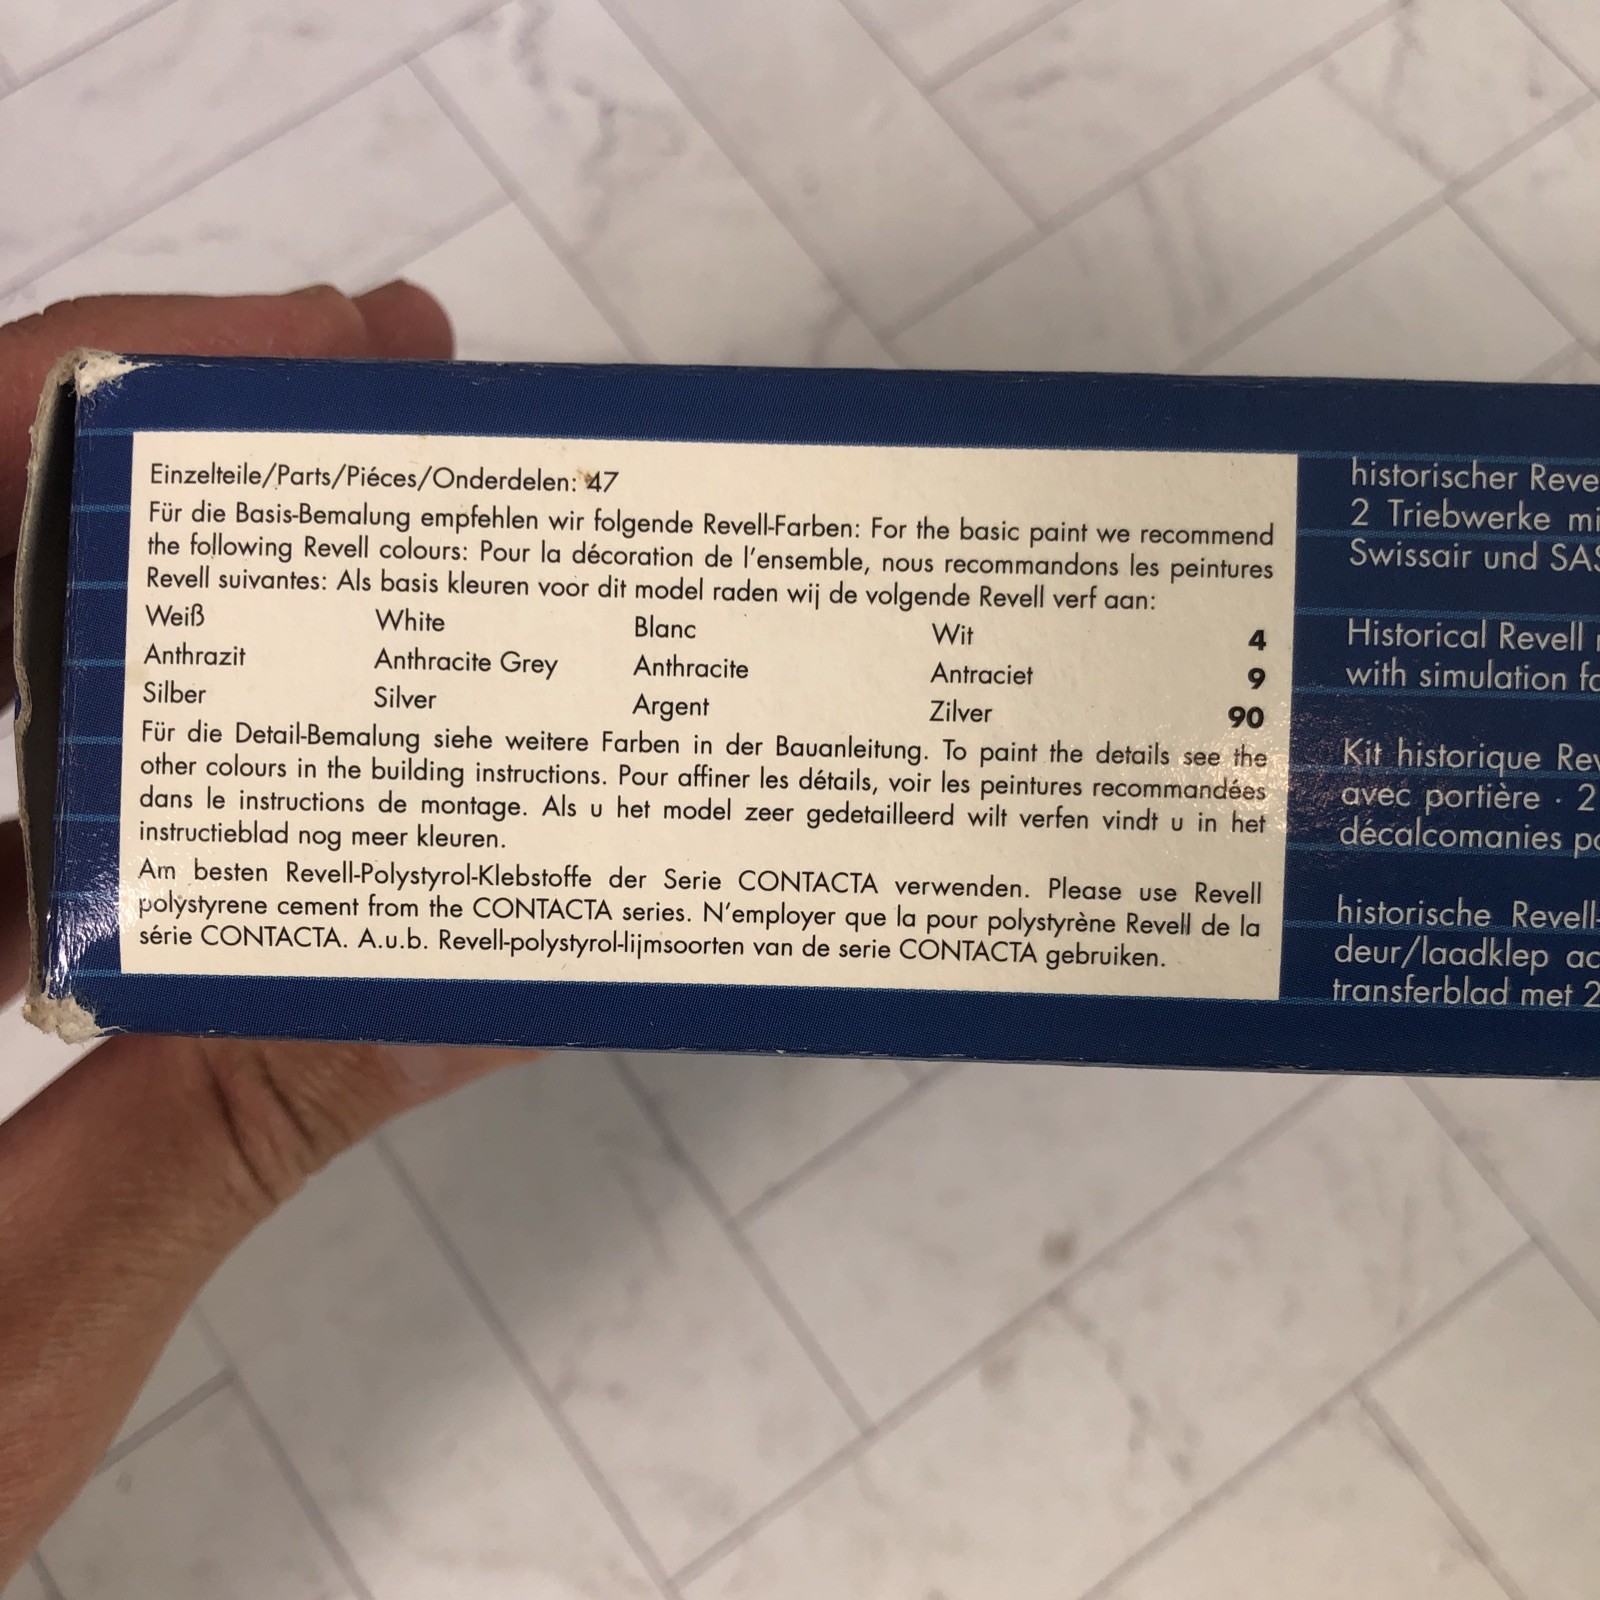 Einzelteile/Parts/Piéces/Onderdelen: 47
Für die Basis-Bemalung empfehlen wir folgende Revell-Farben: For the basic paint we recommend
the following Revell colours: Pour la décoration de l'ensemble, nous recommandons les peintures
Revell suivantes: Als basis kleuren voor dit model raden wij de volgende Revell verf aan:
Weiß White Blanc Wit 4
Anthrazit Anthracite Grey Anthracite Antraciet 9
Silber Silver Argent Zilver 90
Für die Detail-Bemalung siehe weitere Farben in der Bauanleitung. To paint the details see the
other colours in the building instructions. Pour affiner les détails, voir les peintures recommandées
dans le instructions de montage. Als u het model zeer gedetailleerd wilt verfen vindt u in het
instructieblad nog meer kleuren.
Am besten Revell-Polystyrol-Klebstoffe der Serie CONTACTA verwenden. Please use Revell
polystyrene cement from the CONTACTA series. N'employer que la pour polystyrène Revell de la
série CONTACTA. A.u.b. Revell-polystyrol-lijmsoorten van de serie CONTACTA gebruiken.
historischer
2 Triebwerke
Swissair und
Historical Revell
with simulation
Kit historique
avec portière · 2
décalcomanies
historische Revell-
deur/laadklep
transferblad met 2